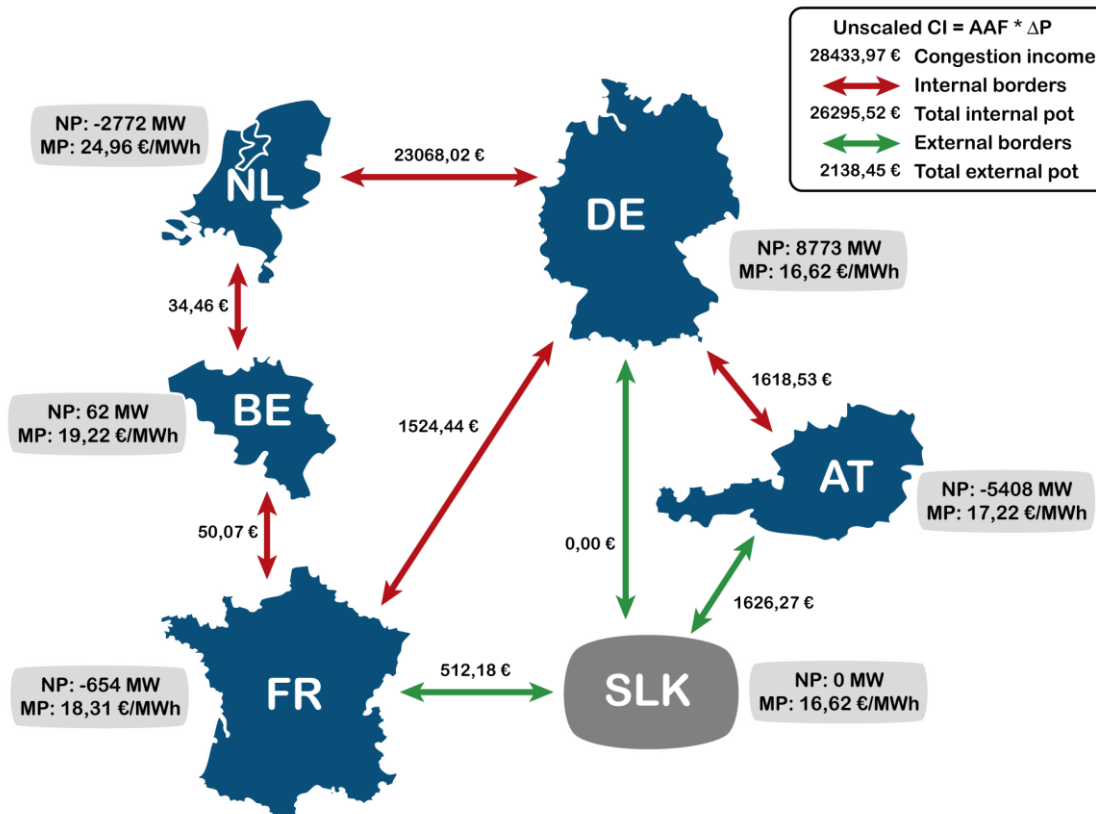 Unscaled CI = AAF * ΔP
28433,97 € Congestion income
Internal borders
26295,52 € Total internal pot
External borders
2138,45 € Total external pot
NP: -2772 MW
MP: 24,96 €/MWh
NL
23068,02 €
DE
NP: 8773 MW
MP: 16,62 €/MWh
34,46 €
1618,53 €
NP: 62 MW
MP: 19,22 €/MWh
BE
1524,44 €
AT
NP: -5408 MW
MP: 17,22 €/MWh
50,07 €
0,00 €
1626,27 €
NP: -654 MW
MP: 18,31 €/MWh
FR
512,18 €
SLK
NP: 0 MW
MP: 16,62 €/MWh